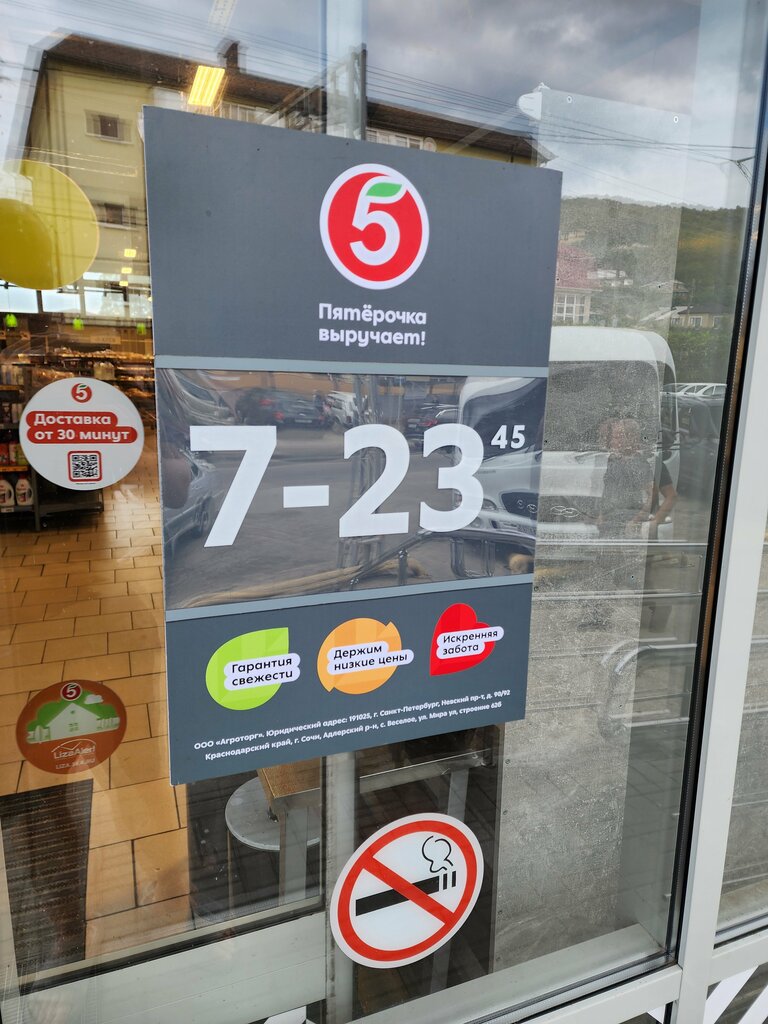 5
Пятёрочка
выручает!
5
Доставка
от 30 минут
7-23 45
Гарантия
свежести
Держим
низкие цены
Искренняя
забота
5
LizaAlert
ООО «Агроторг». Юридический адрес: 191025, г. Санкт-Петербург, Невский пр-т, д. 90/92
Краснодарский край, г. Сочи, Адлерский р-н, с. Веселое, ул. Мира ул, строение 62б